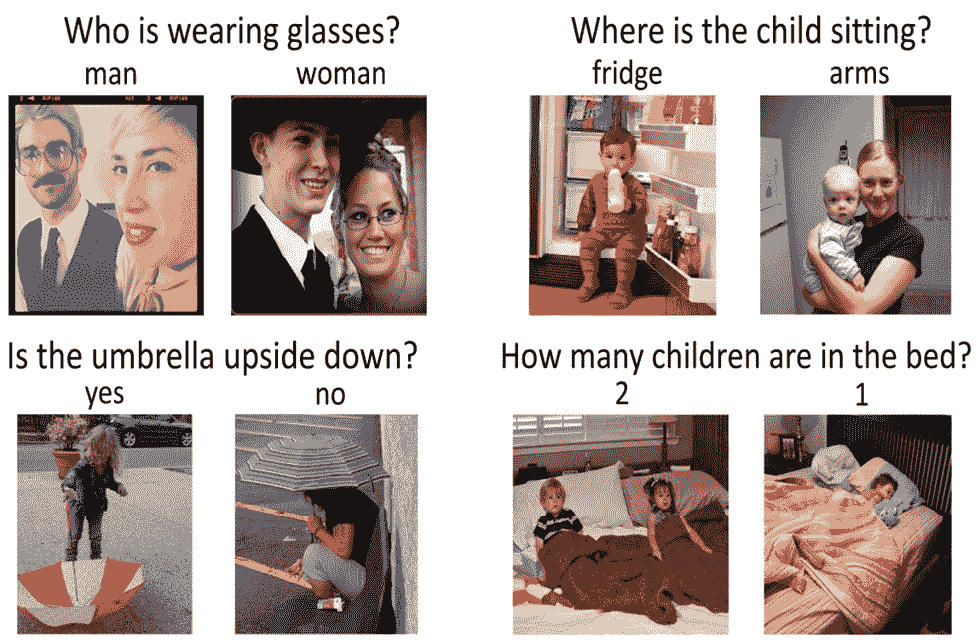 Who is wearing glasses?
man
woman
Where is the child sitting?
fridge
arms
Is the umbrella upside down?
yes
no
How many children are in the bed?
2
1